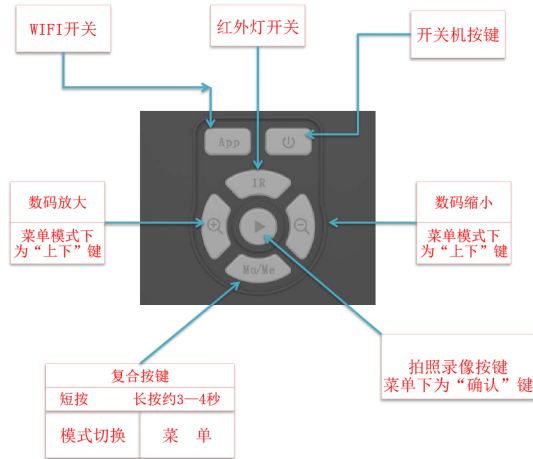 WIFI开关
红外灯开关
开关机按键
App
IR
数码放大
菜单模式下
为“上下”键
数码缩小
菜单模式下
为“上下”键
Mo/Me
拍照录像按键
菜单下为“确认”键
复合按键
短按 长按约3—4秒
模式切换 菜 单